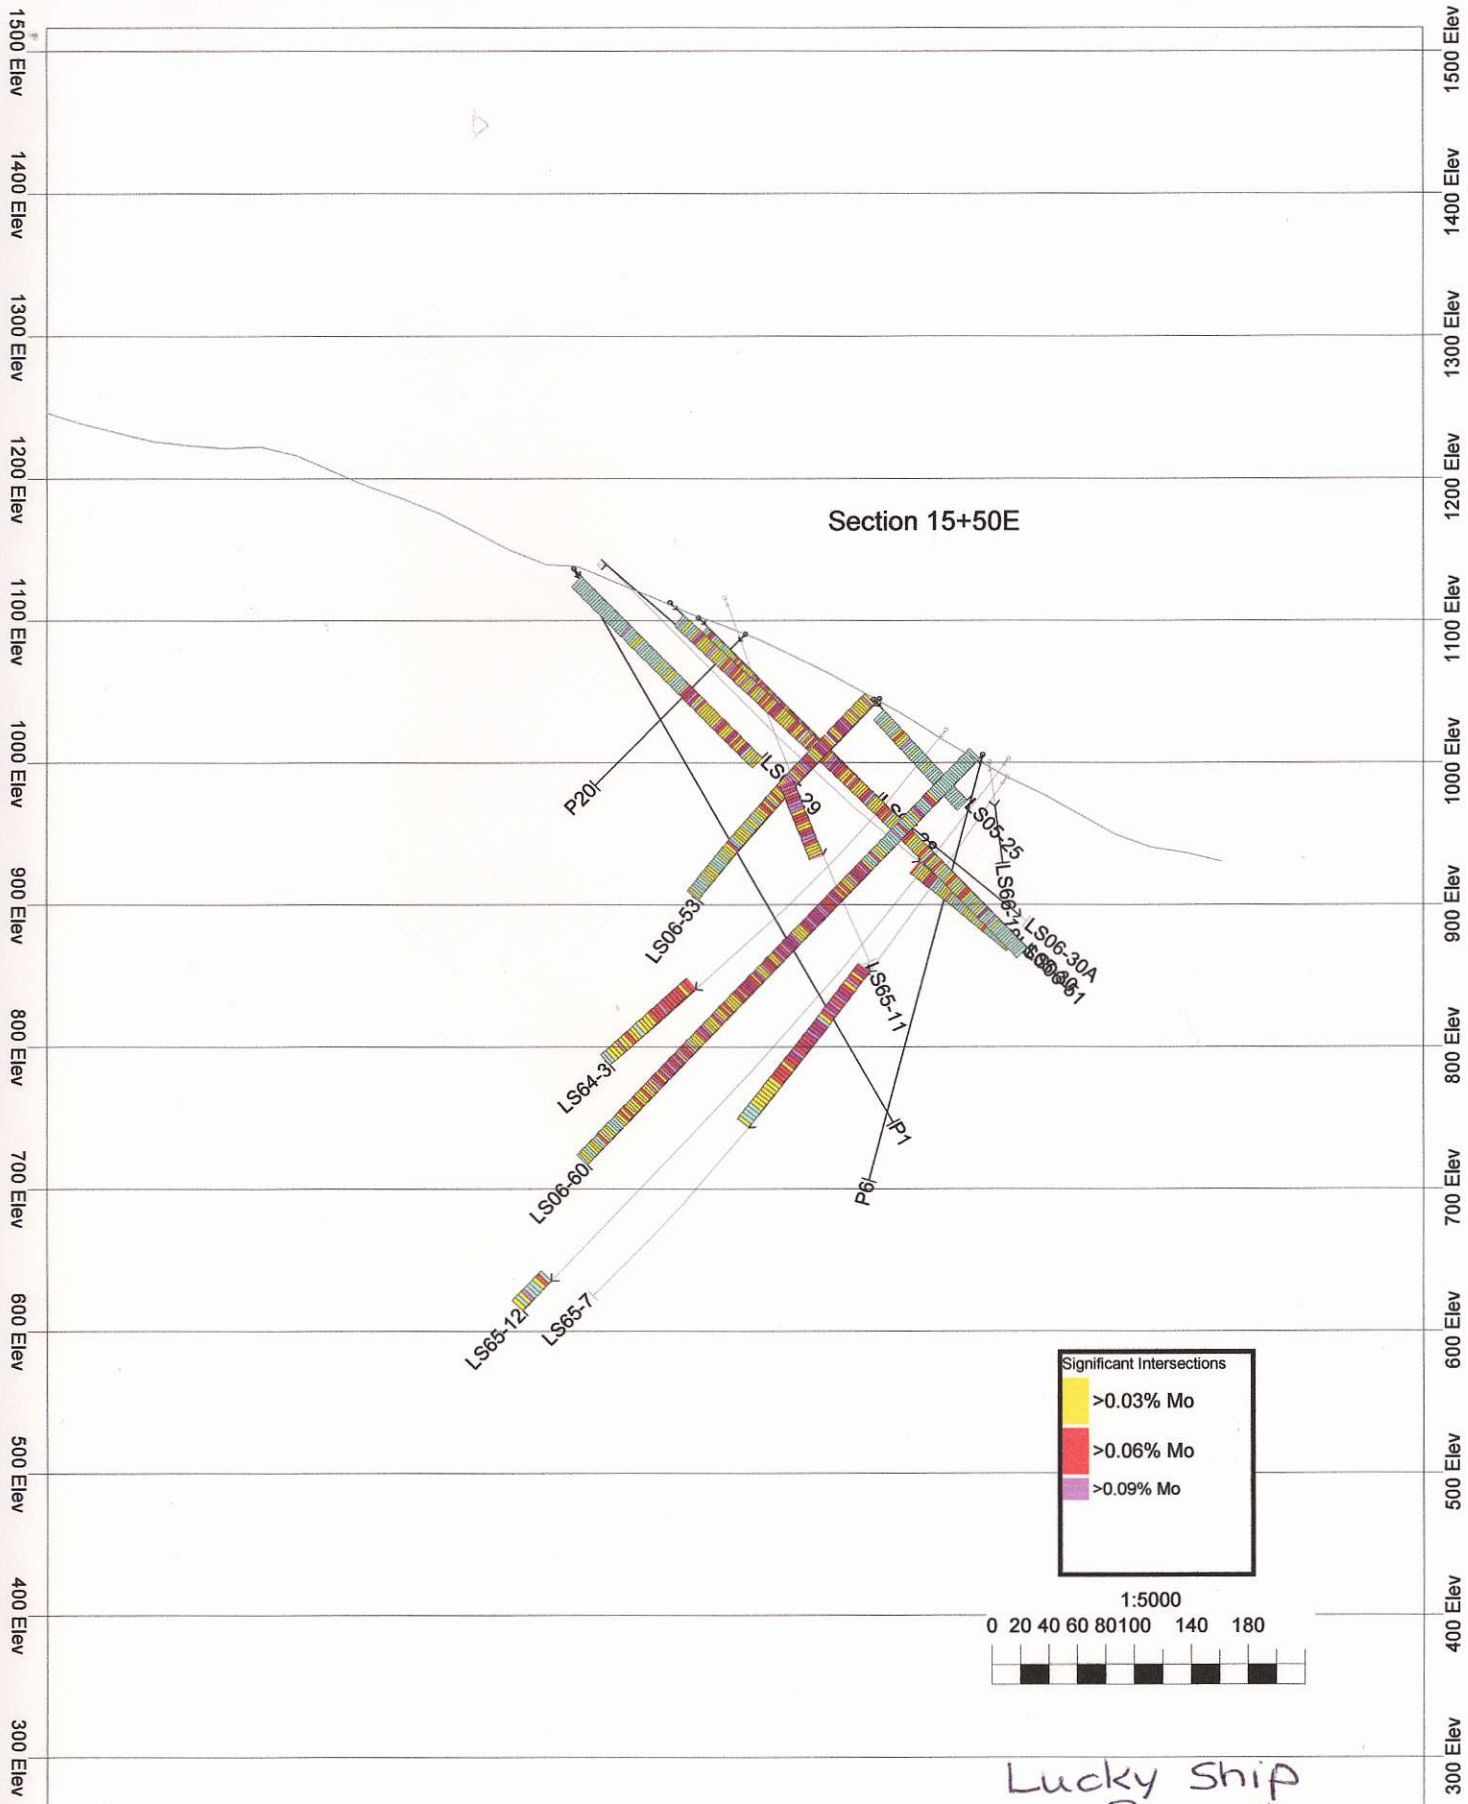 1500 Elev
1500 Elev
1400 Elev
1400 Elev
1300 Elev
1300 Elev
1200 Elev
1200 Elev
Section 15+50E
1100 Elev
1100 Elev
1000 Elev
1000 Elev
P20
LS05-25
900 Elev
900 Elev
LS06-53
LS06-30A
LS65-11
800 Elev
800 Elev
LS64-3
P1
700 Elev
700 Elev
LS06-60
P6
600 Elev
600 Elev
LS65-12
LS65-7
Significant Intersections
>0.03% Mo
>0.06% Mo
>0.09% Mo
500 Elev
500 Elev
400 Elev
400 Elev
1:5000
0 20 40 60 80 100 140 180
300 Elev
300 Elev
Lucky Ship